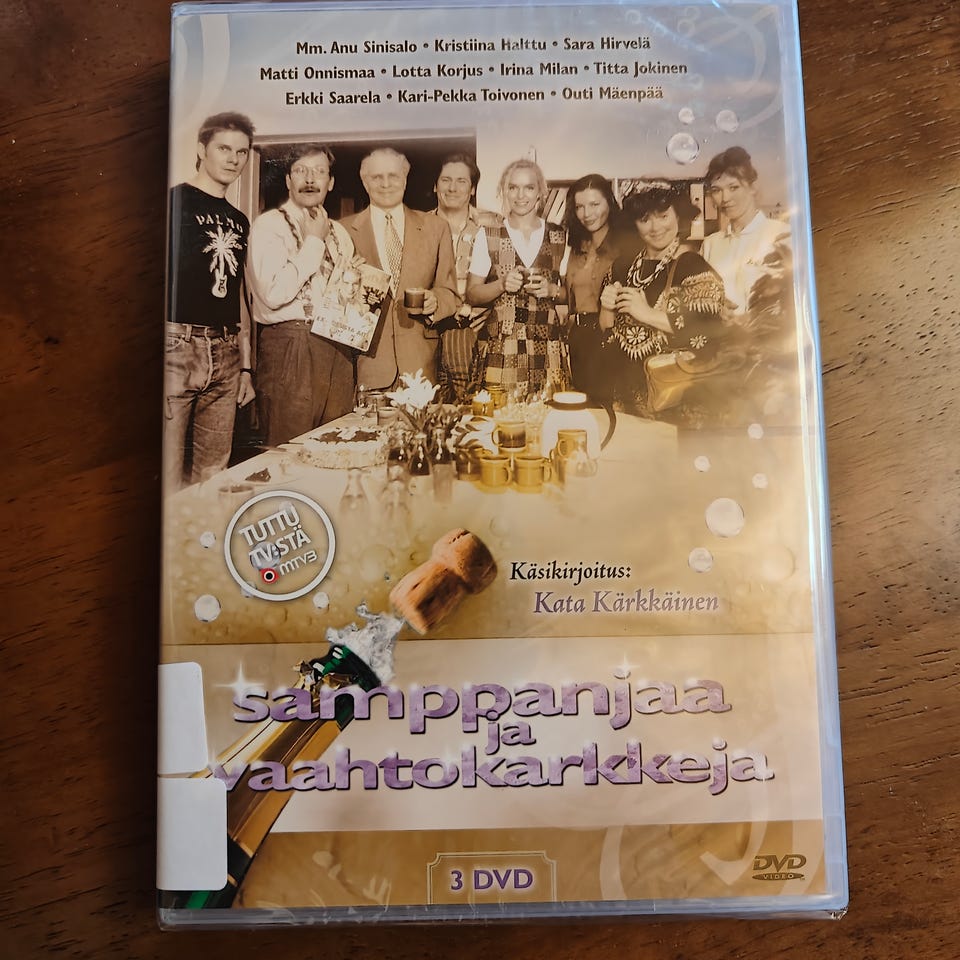 Mm. Anu Sinisalo • Kristiina Halttu • Sara Hirvelä
Matti Onnismaa • Lotta Korjus • Irina Milan • Titta Jokinen
Erkki Saarela • Kari-Pekka Toivonen • Outi Mäenpää
PALMO
TUTTU
TV:STÄ
MTV3
Käsikirjoitus:
Kata Kärkkäinen
samppanjaa
ja
vaahtokarkkeja
3 DVD
DVD
VIDEO